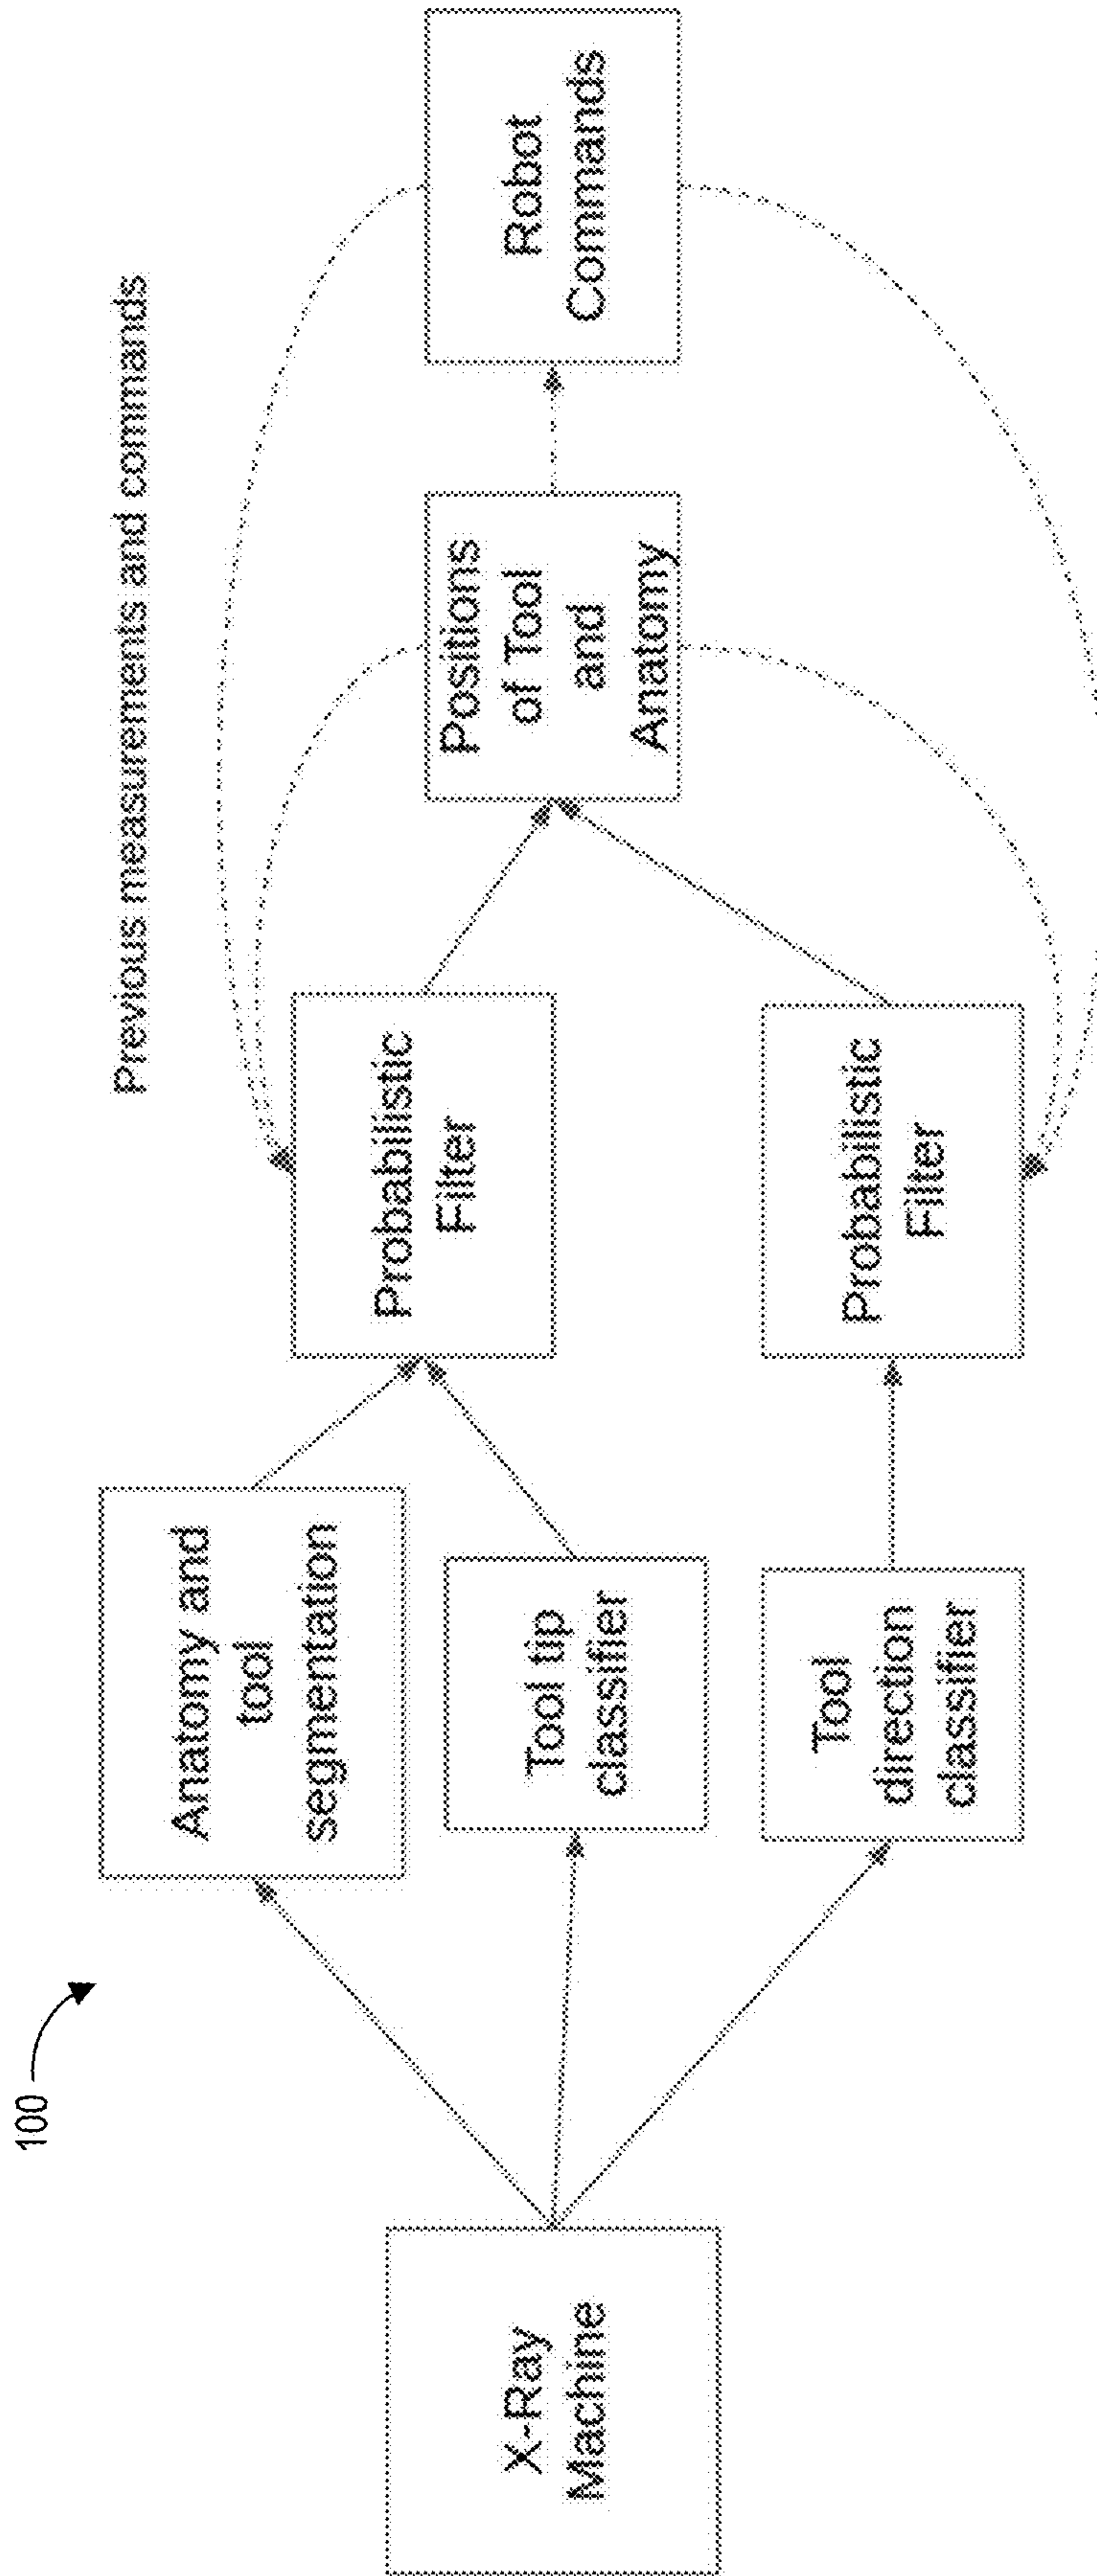 100
Previous measurements and commands
X-Ray
Machine
Anatomy and
tool
segmentation
Tool tip
classifier
Tool
direction
classifier
Probabilistic
Filter
Probabilistic
Filter
Positions
of Tool
and
Anatomy
Robot
Commands